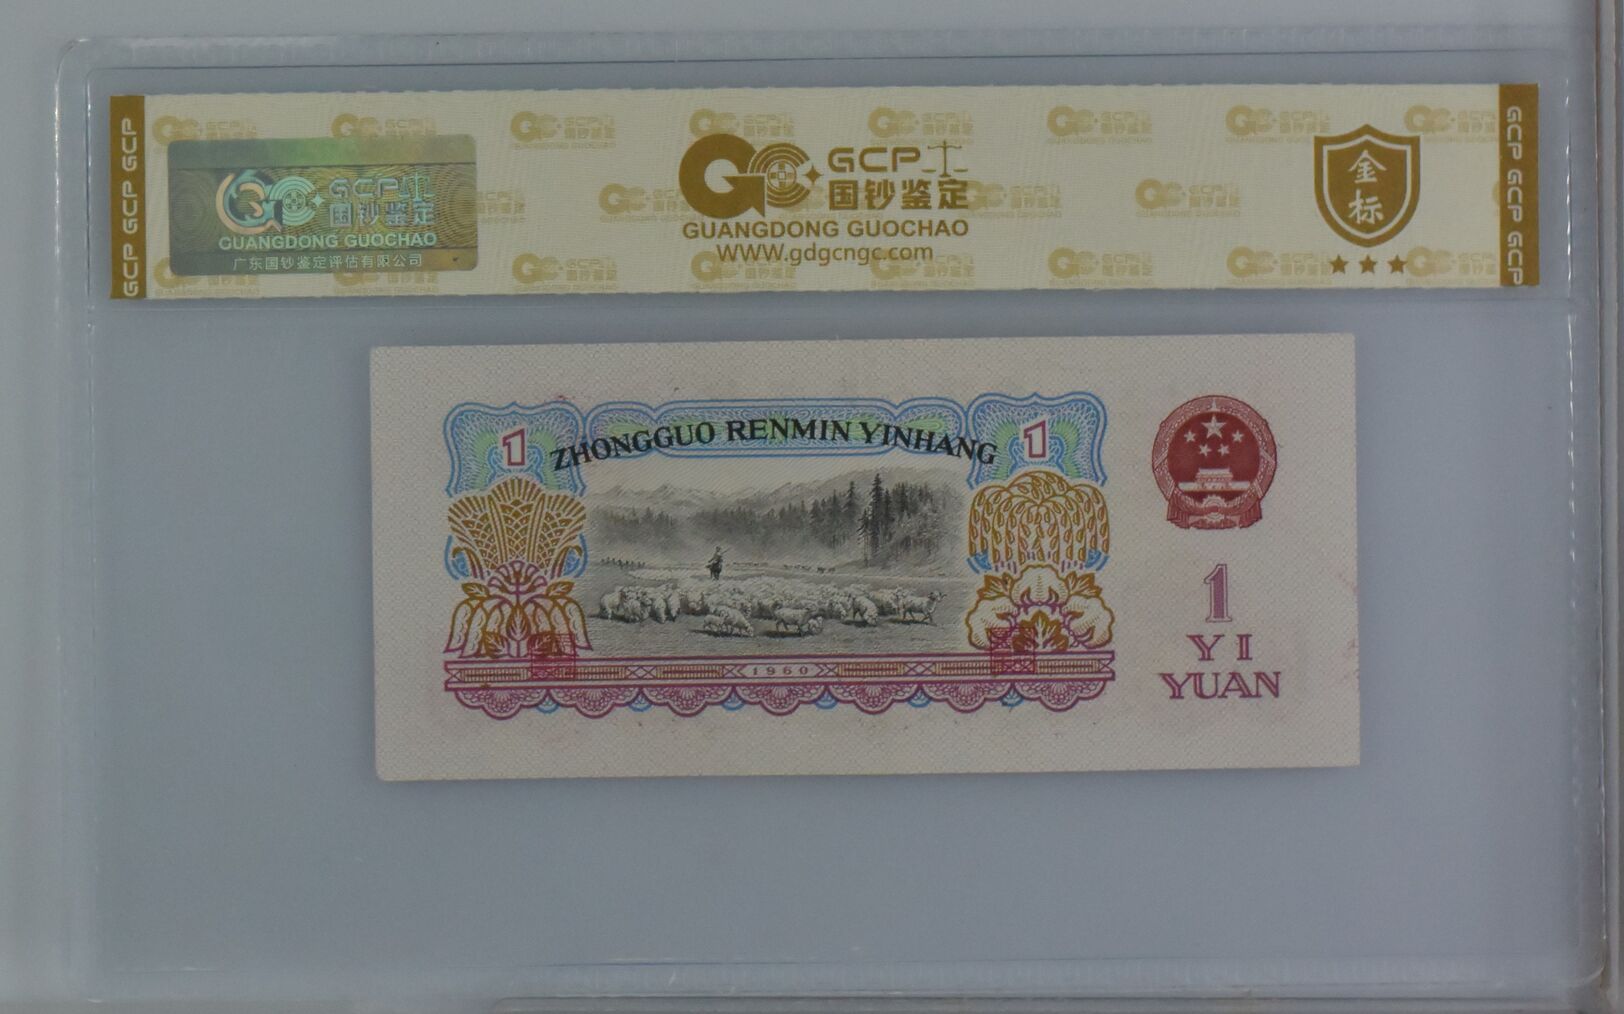 GCP GCP GCP
GCP国钞鉴定
GUANGDONG GUOCHAO
广东国钞鉴定评估有限公司
GCP
国钞鉴定
GUANGDONG GUOCHAO
WWW.gdgcngc.com
金标
GCP GCP GCP
1
ZHONGGUO RENMIN YINHANG
1
1960
1
YI
YUAN